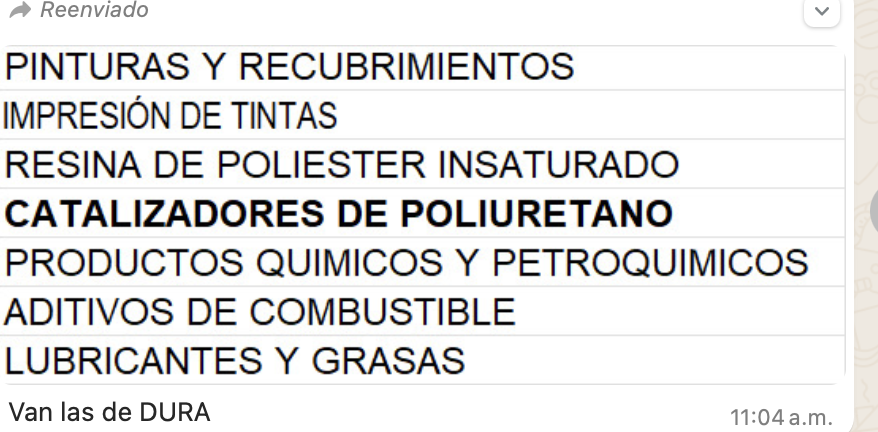 Reenviado
PINTURAS Y RECUBRIMIENTOS
IMPRESIÓN DE TINTAS
RESINA DE POLIESTER INSATURADO
CATALIZADORES DE POLIURETANO
PRODUCTOS QUIMICOS Y PETROQUIMICOS
ADITIVOS DE COMBUSTIBLE
LUBRICANTES Y GRASAS
Van las de DURA
11:04 a.m.